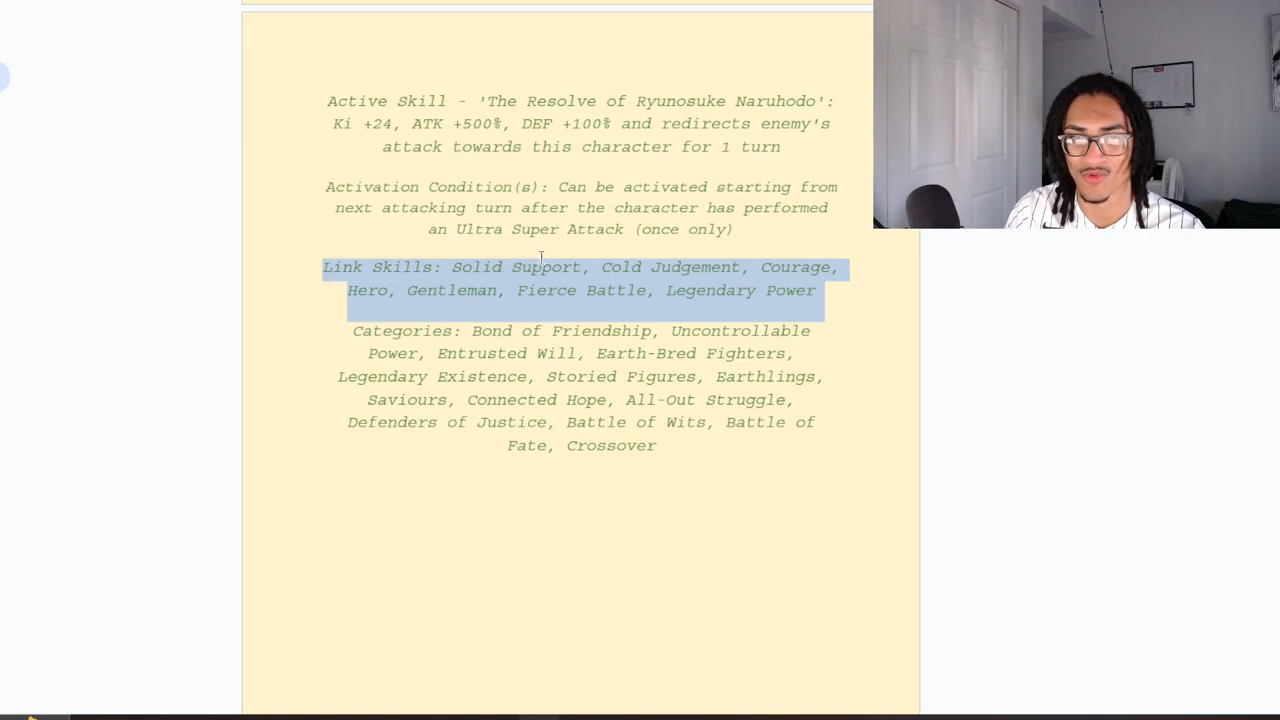 Active Skill - 'The Resolve of Ryunosuke Naruhodo':
Ki +24, ATK +500%, DEF +100% and redirects enemy's
attack towards this character for 1 turn
Activation Condition(s): Can be activated starting from
next attacking turn after the character has performed
an Ultra Super Attack (once only)
Link Skills: Solid Support, Cold Judgement, Courage,
Hero, Gentleman, Fierce Battle, Legendary Power
Categories: Bond of Friendship, Uncontrollable
Power, Entrusted Will, Earth-Bred Fighters,
Legendary Existence, Storied Figures, Earthlings,
Saviours, Connected Hope, All-Out Struggle,
Defenders of Justice, Battle of Wits, Battle of
Fate, Crossover